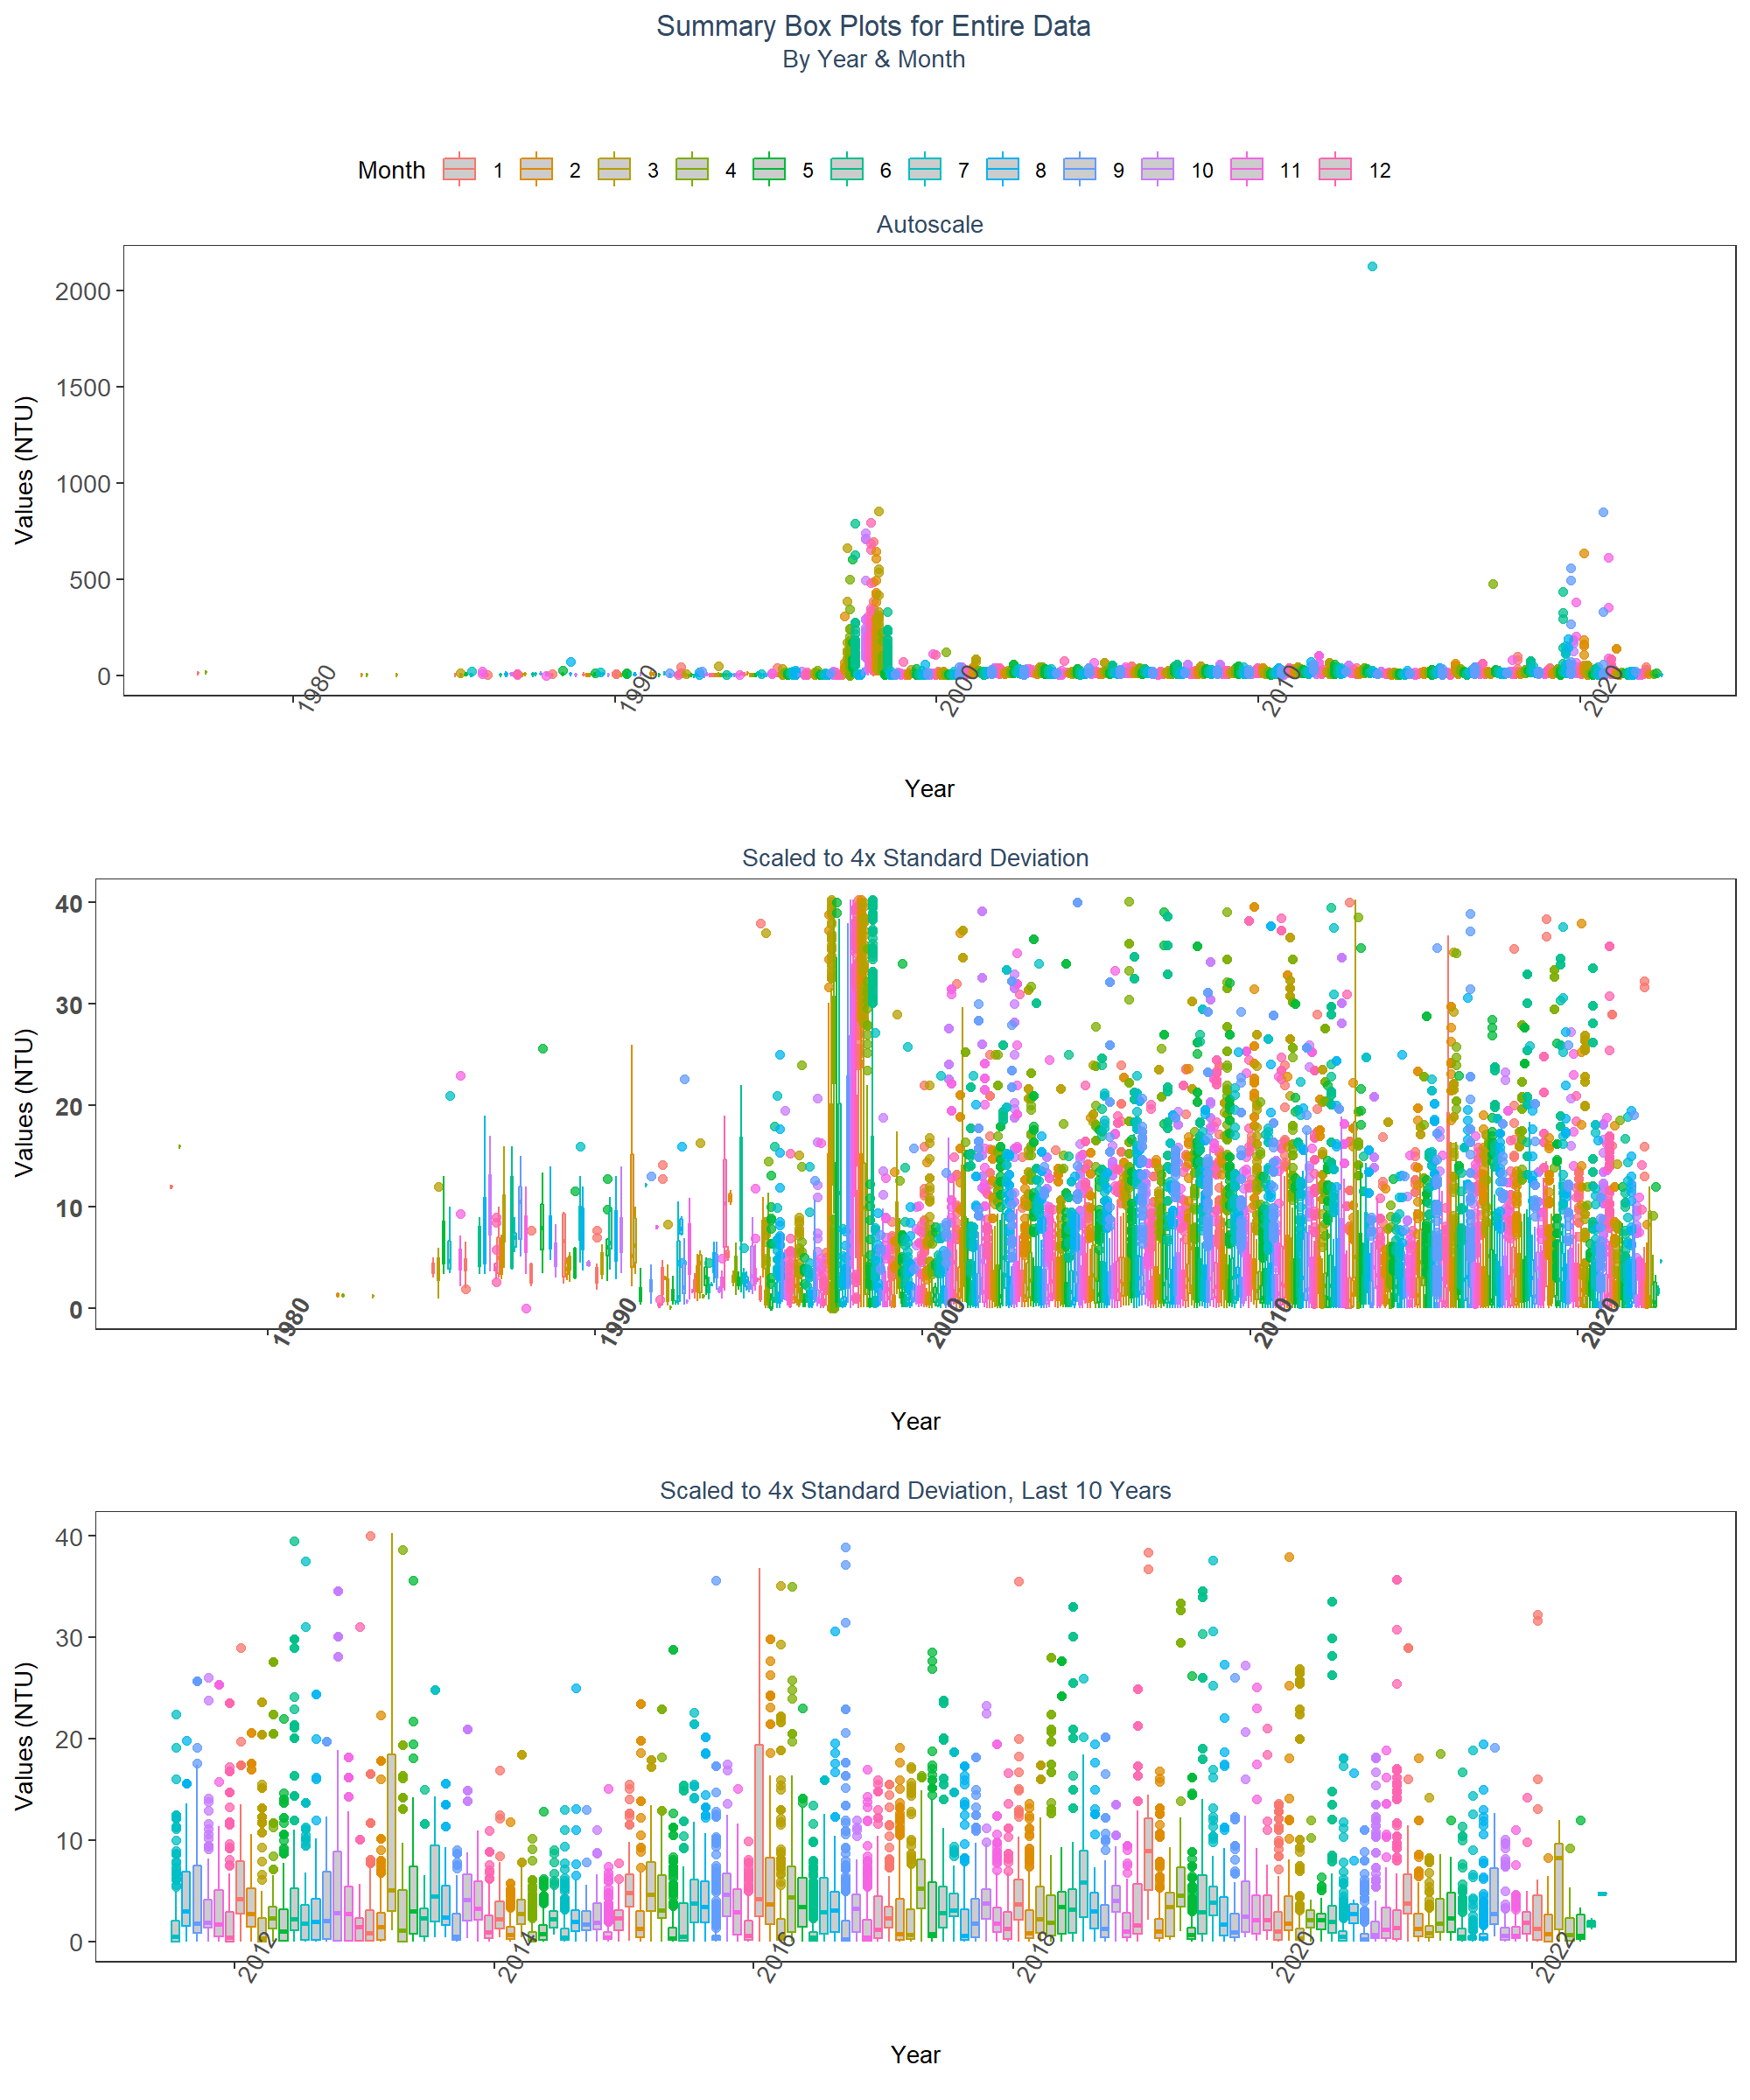 Summary Box Plots for Entire Data
By Year & Month
Month 1 2 3 4 5 6 7 8 9 10 11 12
Autoscale
Values (NTU)
2000
1500
1000
500
0
1980 1990 2000 2010 2020
Year
Scaled to 4x Standard Deviation
Values (NTU)
40
30
20
10
0
1980 1990 2000 2010 2020
Year
Scaled to 4x Standard Deviation, Last 10 Years
Values (NTU)
40
30
20
10
0
2012 2014 2016 2018 2020 2022
Year